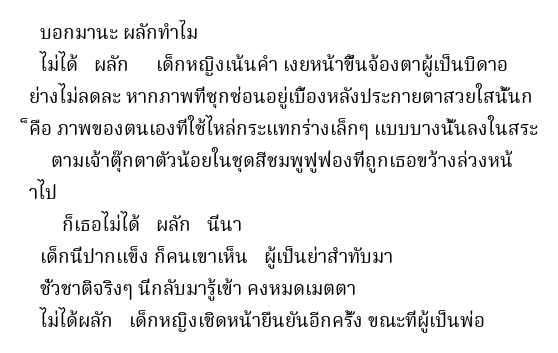 บอกมานะ ผลักทำไม
ไม่ได้ ผลัก เด็กหญิงเน้นคำ เงยหน้าขึ้นจ้องตาผู้เป็นบิดาอ
ย่างไม่ลดละ หากภาพที่ซุกซ่อนอยู่เบื้องหลังประกายตาสวยใสนั้นก
็คือ ภาพของตนเองที่ใช้ไหล่กระแทกร่างเล็กๆ แบบบางนั้นลงในสระ
ตามเจ้าตุ๊กตาตัวน้อยในชุดสีชมพูฟูฟ่องที่ถูกเธอขว้างล่วงหน้
าไป
ก็เธอไม่ได้ ผลัก นี่นา
เด็กนี่ปากแข็ง ก็คนเขาเห็น ผู้เป็นย่าสำทับมา
ชั่วชาติจริงๆ นี่กลับมารู้เข้า คงหมดเมตตา
ไม่ได้ผลัก เด็กหญิงเชิดหน้ายืนยันอีกครั้ง ขณะที่ผู้เป็นพ่อ